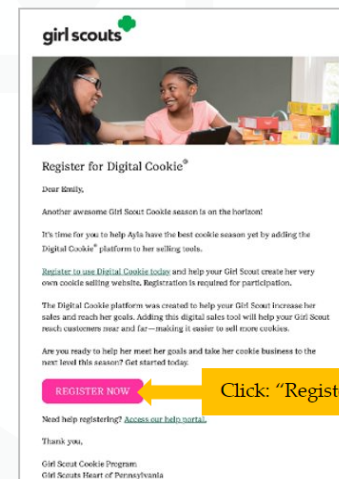 girl scouts
Register for Digital Cookie®
Dear Emily,
Another awesome Girl Scout Cookie season is on the horizon!
It's time for you to help Ayla have the best cookie season yet by adding the
Digital Cookie® platform to her selling tools.
Register to use Digital Cookie today and help your Girl Scout create her very
own cookie selling website. Registration is required for participation.
The Digital Cookie platform was created to help your Girl Scout increase her
sales and reach her goals. Adding this digital sales tool will help your Girl Scout
reach customers near and far—making it easier to sell more cookies.
Are you ready to help her meet her goals and take her cookie business to the
next level this season? Get started today.
REGISTER NOW
Click: "Regist
Need help registering? Access our help portal.
Thank you,
Girl Scout Cookie Program
Girl Scouts Heart of Pennsylvania